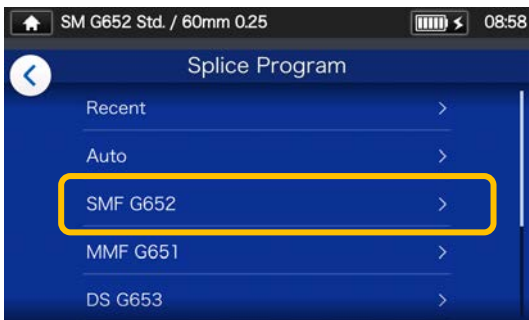 SM G652 Std. / 60mm 0.25 08:58
Splice Program
Recent
Auto
SMF G652
MMF G651
DS G653